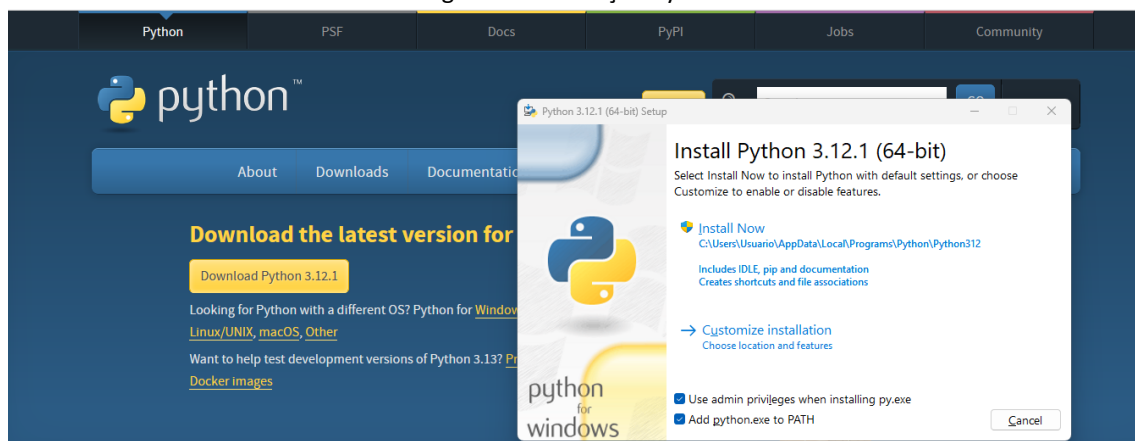 Python PSF Docs PyPI Jobs Community
python™
About Downloads Documentatio
Download the latest version for
Download Python 3.12.1
Looking for Python with a different OS? Python for Window
Linux/UNIX, macOS, Other
Want to help test development versions of Python 3.13? Pr
Docker images
Python 3.12.1 (64-bit) Setup
Install Python 3.12.1 (64-bit)
Select Install Now to install Python with default settings, or choose
Customize to enable or disable features.
Install Now
C:\Users\Usuario\AppData\Local\Programs\Python\Python312
Includes IDLE, pip and documentation
Creates shortcuts and file associations
Customize installation
Choose location and features
python
for
windows
Use admin privileges when installing py.exe
Add python.exe to PATH
Cancel